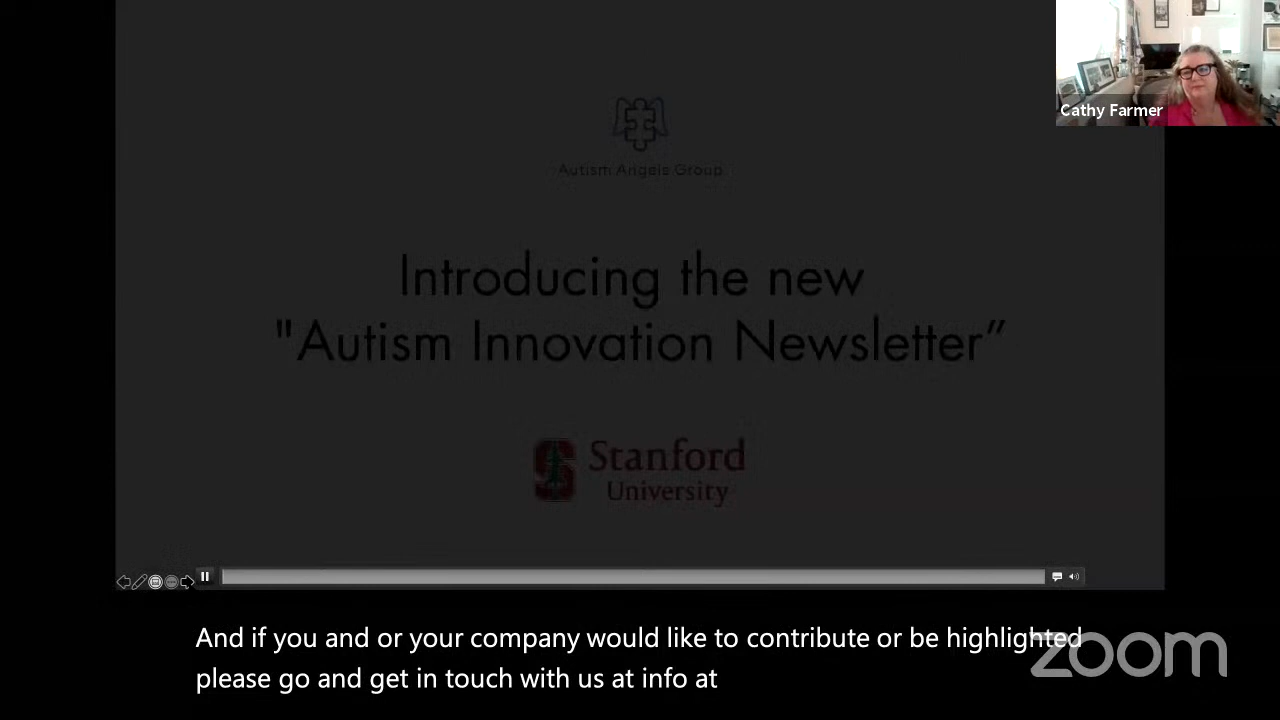 Cathy Farmer
Autism Angels Group
Introducing the new
"Autism Innovation Newsletter”
Stanford
University
And if you and or your company would like to contribute or be highlighted
please go and get in touch with us at info at
zoom